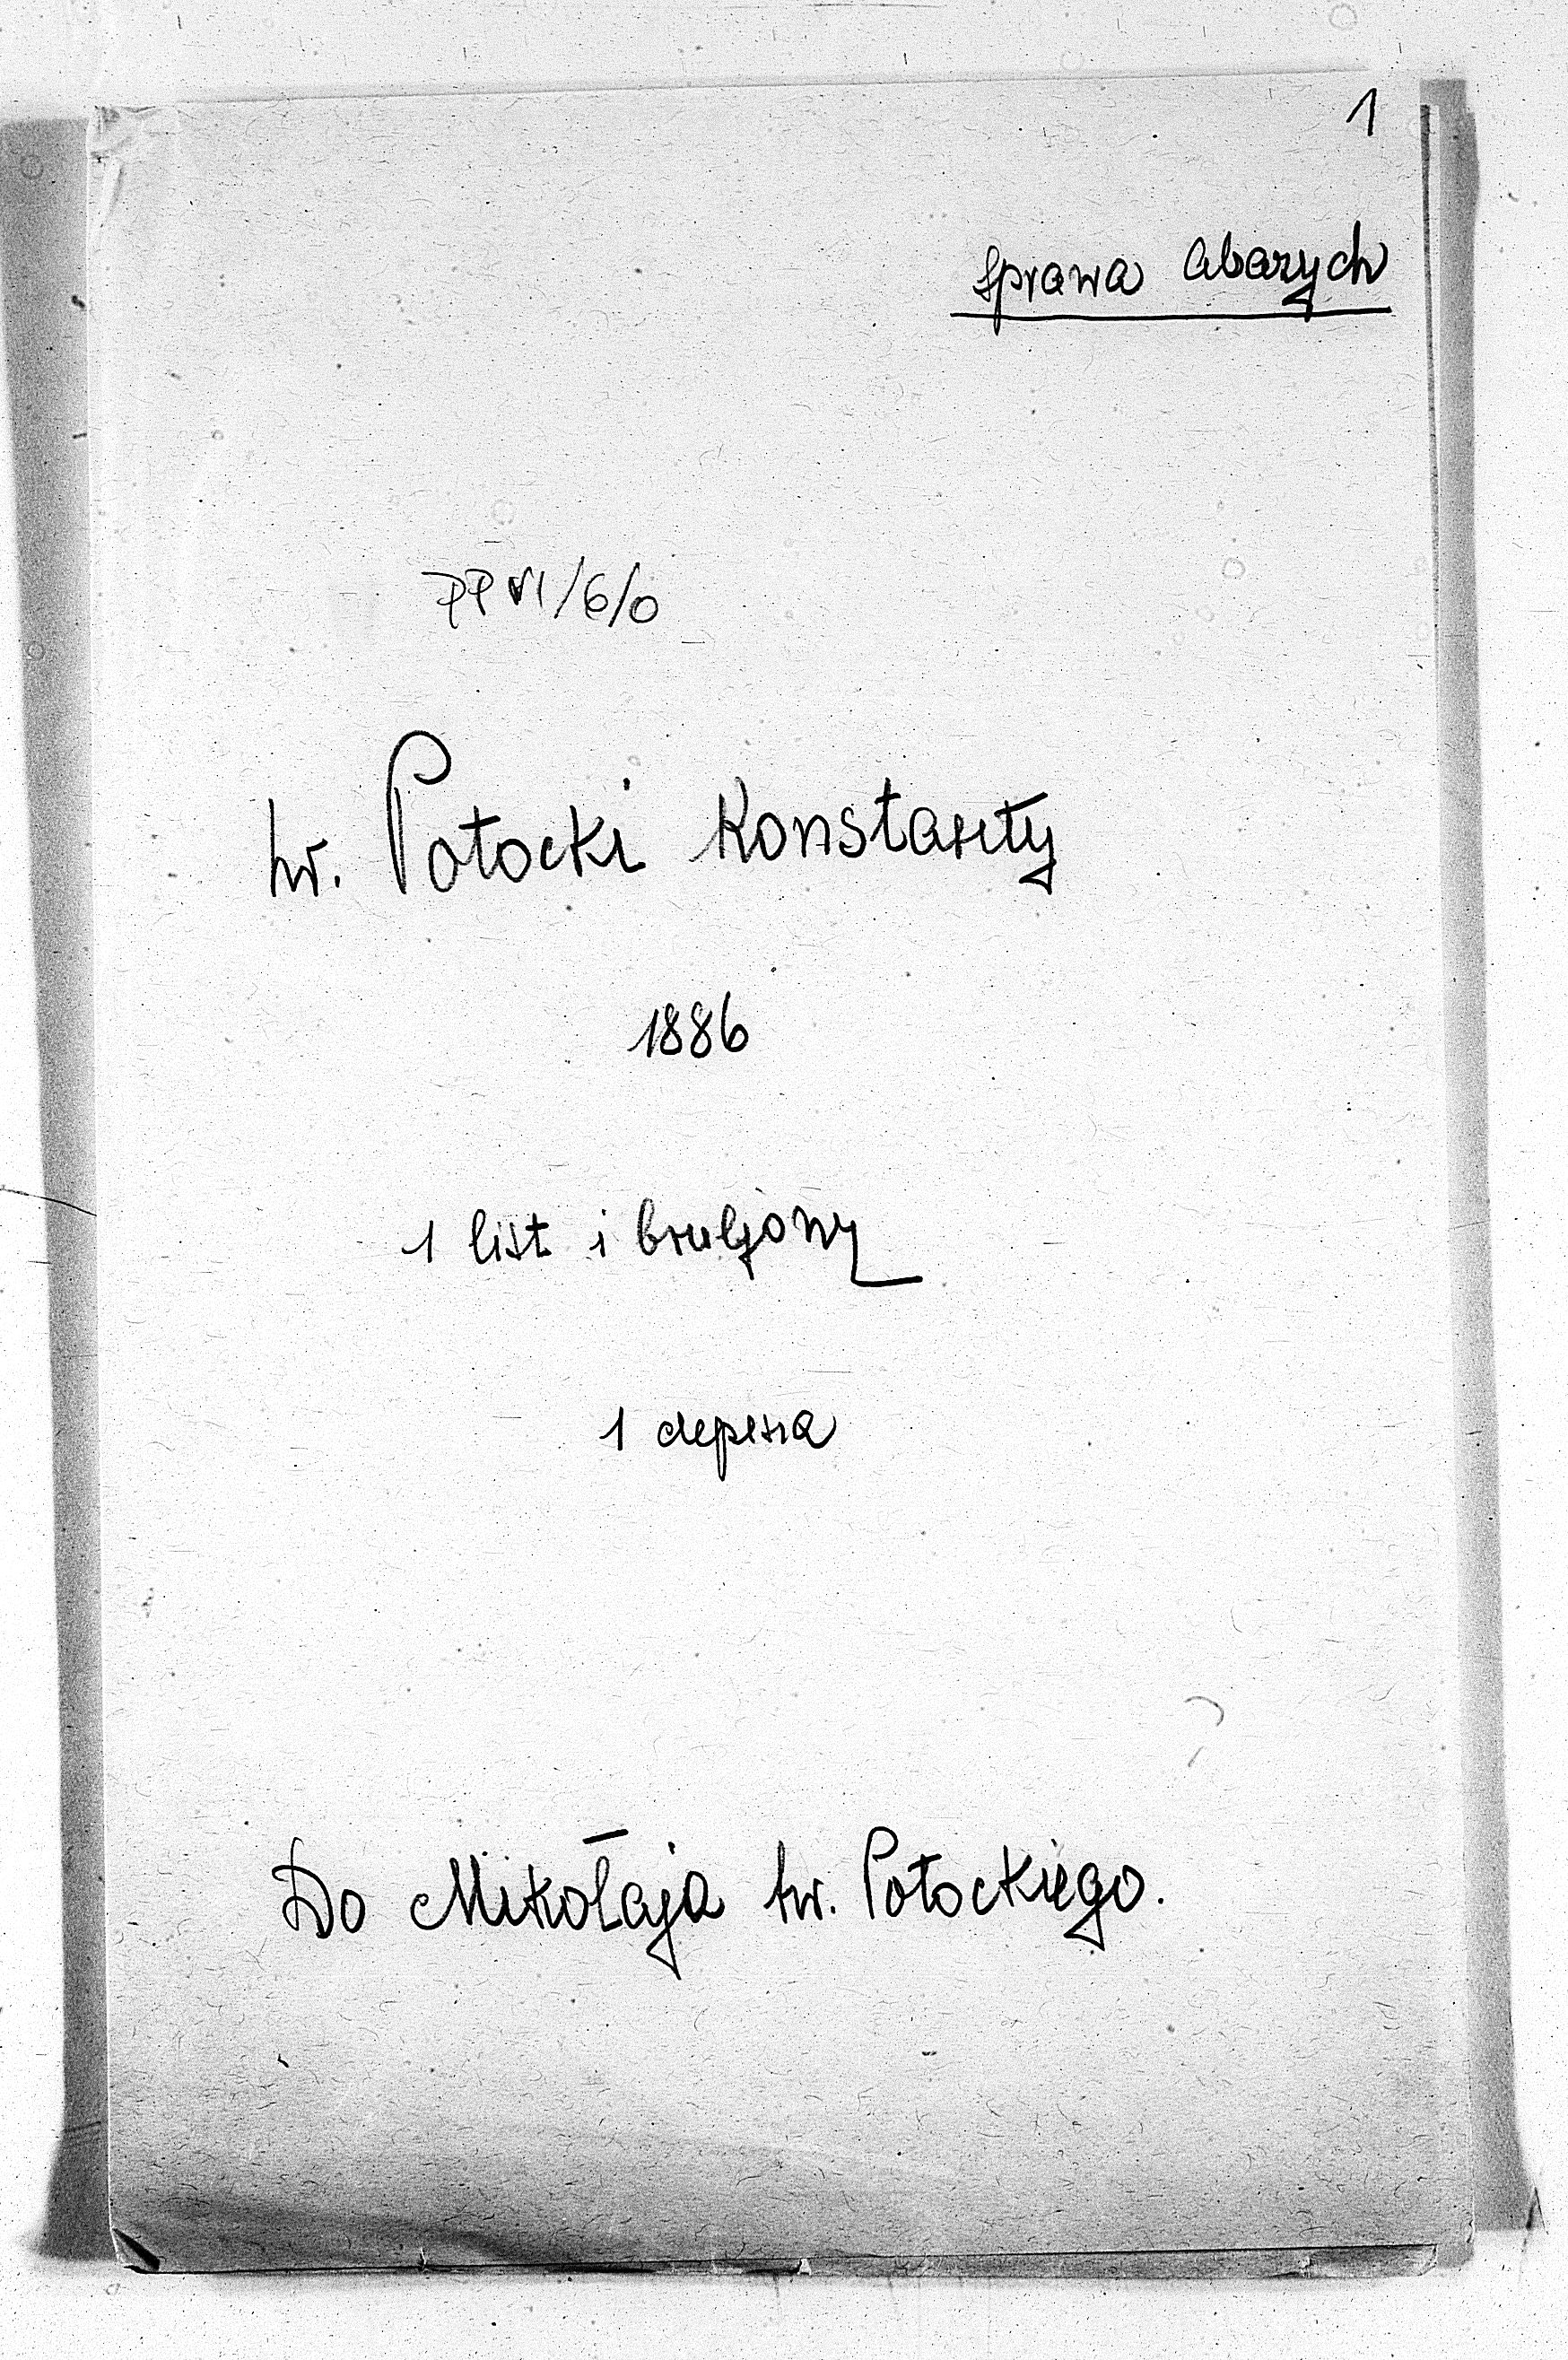 1
Sprawa Abarych
PP VI/6/0
hr. Potocki Konstanty
1886
1 list i bruljony
1 depesza
Do Mikołaja hr. Potockiego.